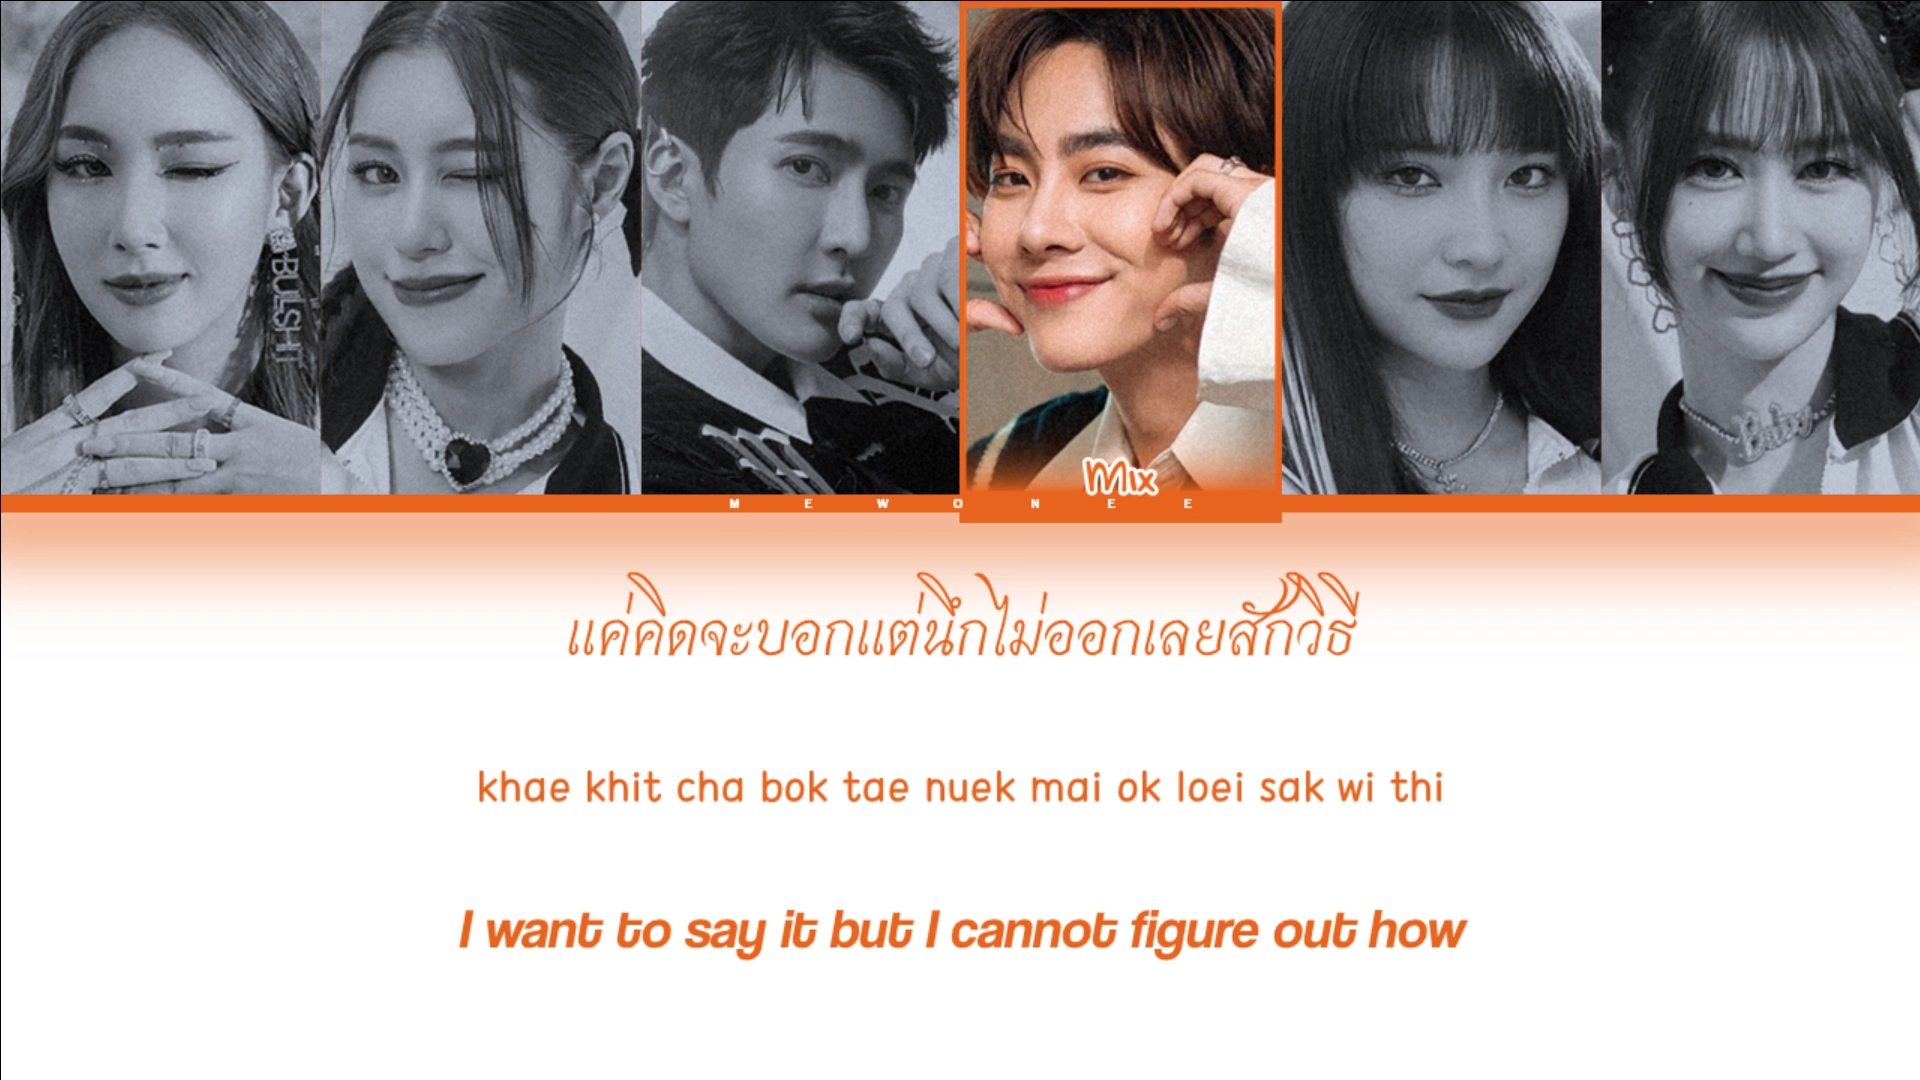 BULLSHIT
Mix
MEWONEE
แค่คิดจะบอกแต่นึกไม่ออกเลยสักวิธี
khae khit cha bok tae nuek mai ok loei sak wi thi
I want to say it but I cannot figure out how